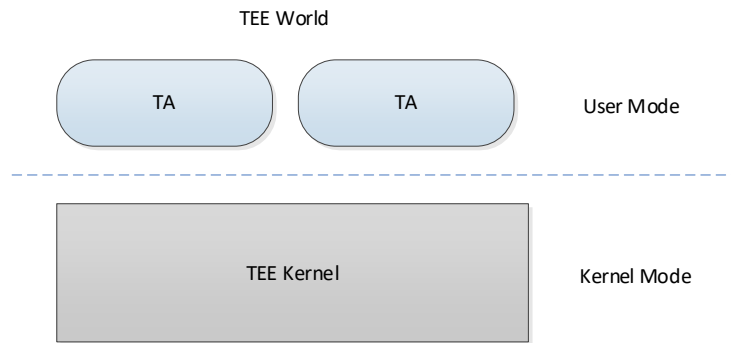 TEE World
TA
TA
User Mode
TEE Kernel
Kernel Mode